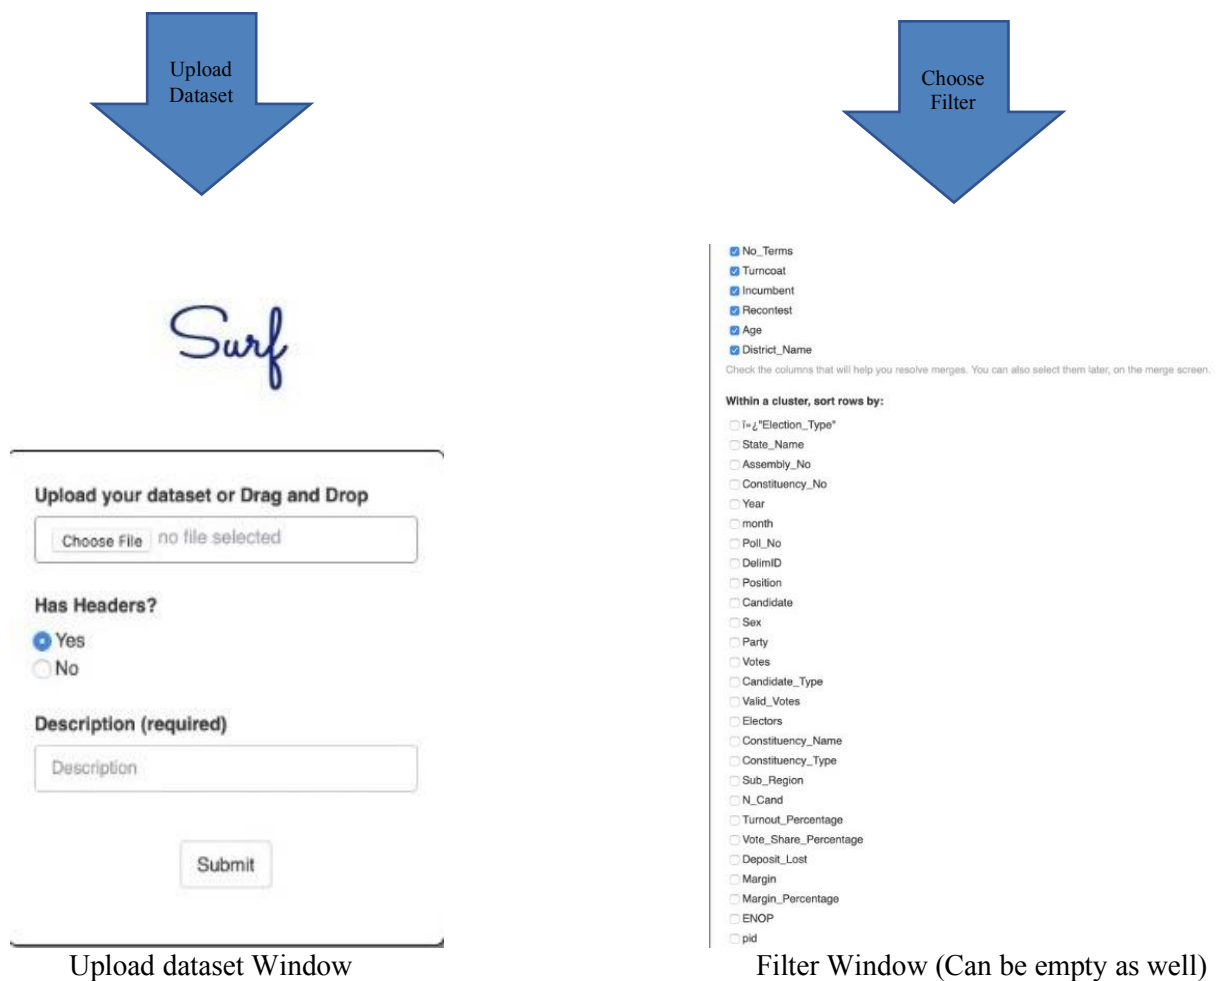 Upload
Dataset
Surf
Upload your dataset or Drag and Drop
Choose File no file selected
Has Headers?
Yes
No
Description (required)
Description
Submit
Upload dataset Window
Choose
Filter
No_Terms
Turncoat
Incumbent
Recontest
Age
District_Name
Check the columns that will help you resolve merges. You can also select them later, on the merge screen.
Within a cluster, sort rows by:
ï»¿"Election_Type"
State_Name
Assembly_No
Constituency_No
Year
month
Poll_No
DelimID
Position
Candidate
Sex
Party
Votes
Candidate_Type
Valid_Votes
Electors
Constituency_Name
Constituency_Type
Sub_Region
N_Cand
Turnout_Percentage
Vote_Share_Percentage
Deposit_Lost
Margin
Margin_Percentage
ENOP
pid
Filter Window (Can be empty as well)